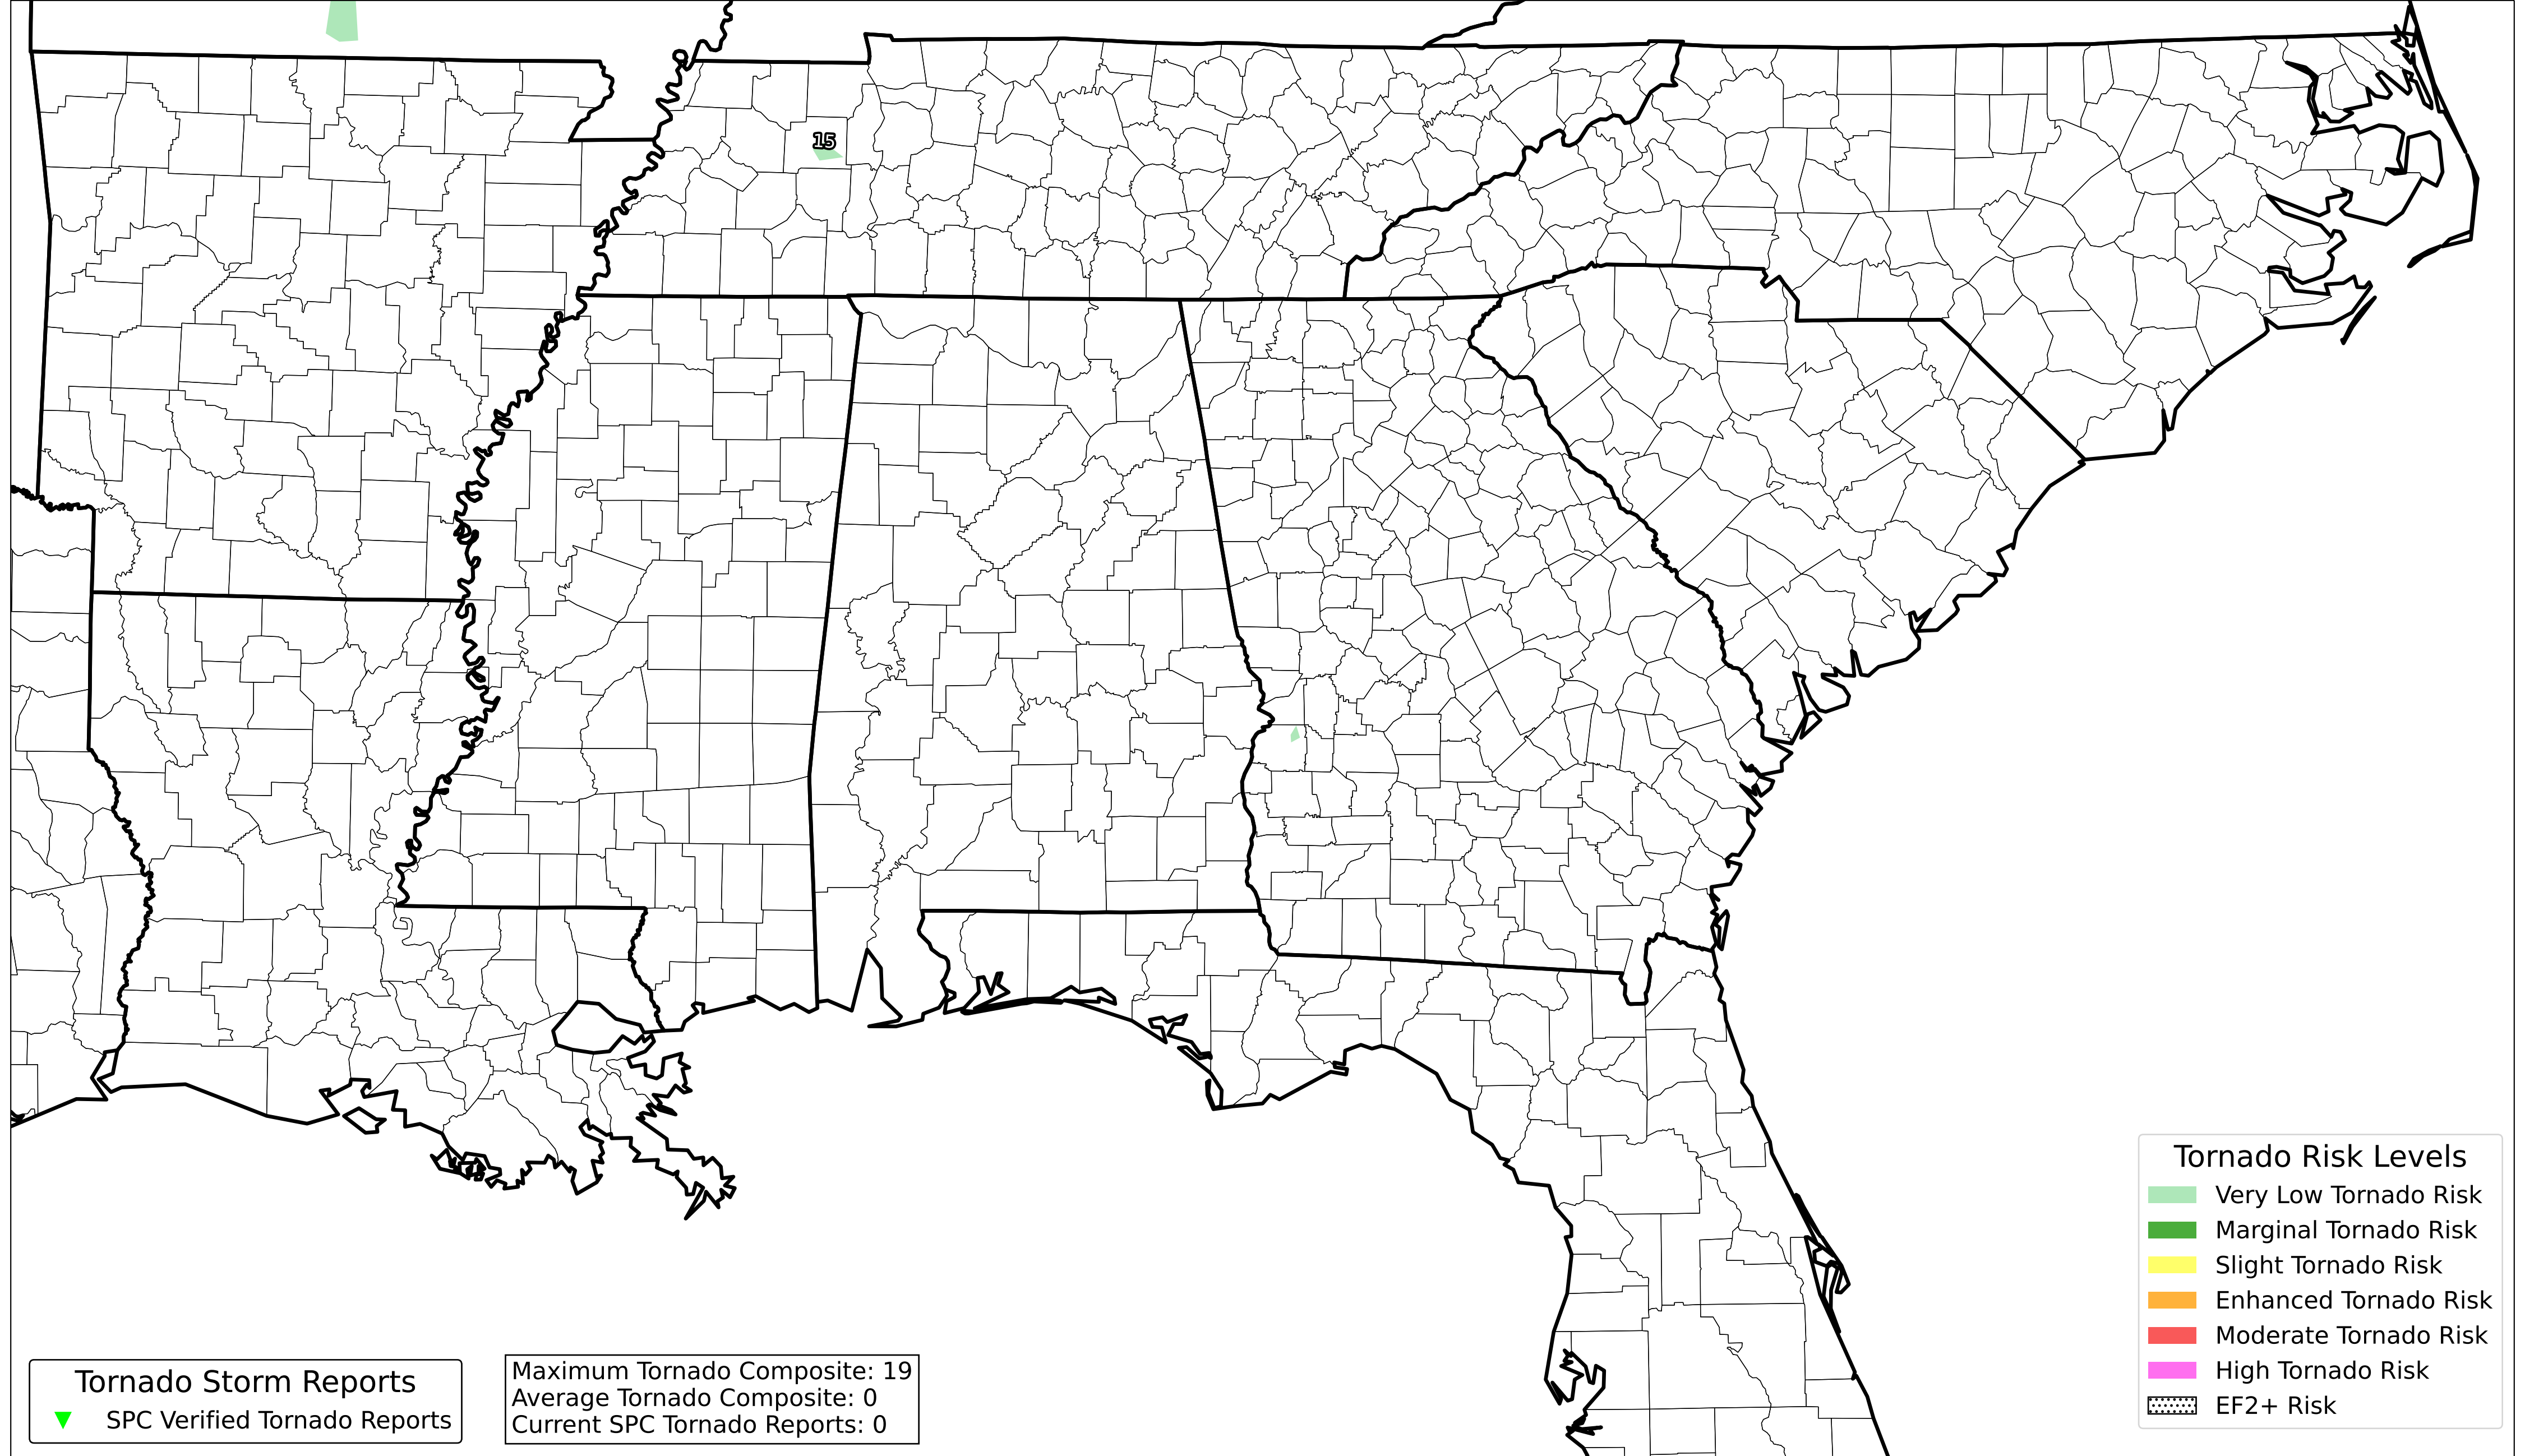 15
Tornado Risk Levels
Very Low Tornado Risk
Marginal Tornado Risk
Slight Tornado Risk
Enhanced Tornado Risk
Moderate Tornado Risk
High Tornado Risk
EF2+ Risk
Tornado Storm Reports
SPC Verified Tornado Reports
Maximum Tornado Composite: 19
Average Tornado Composite: 0
Current SPC Tornado Reports: 0